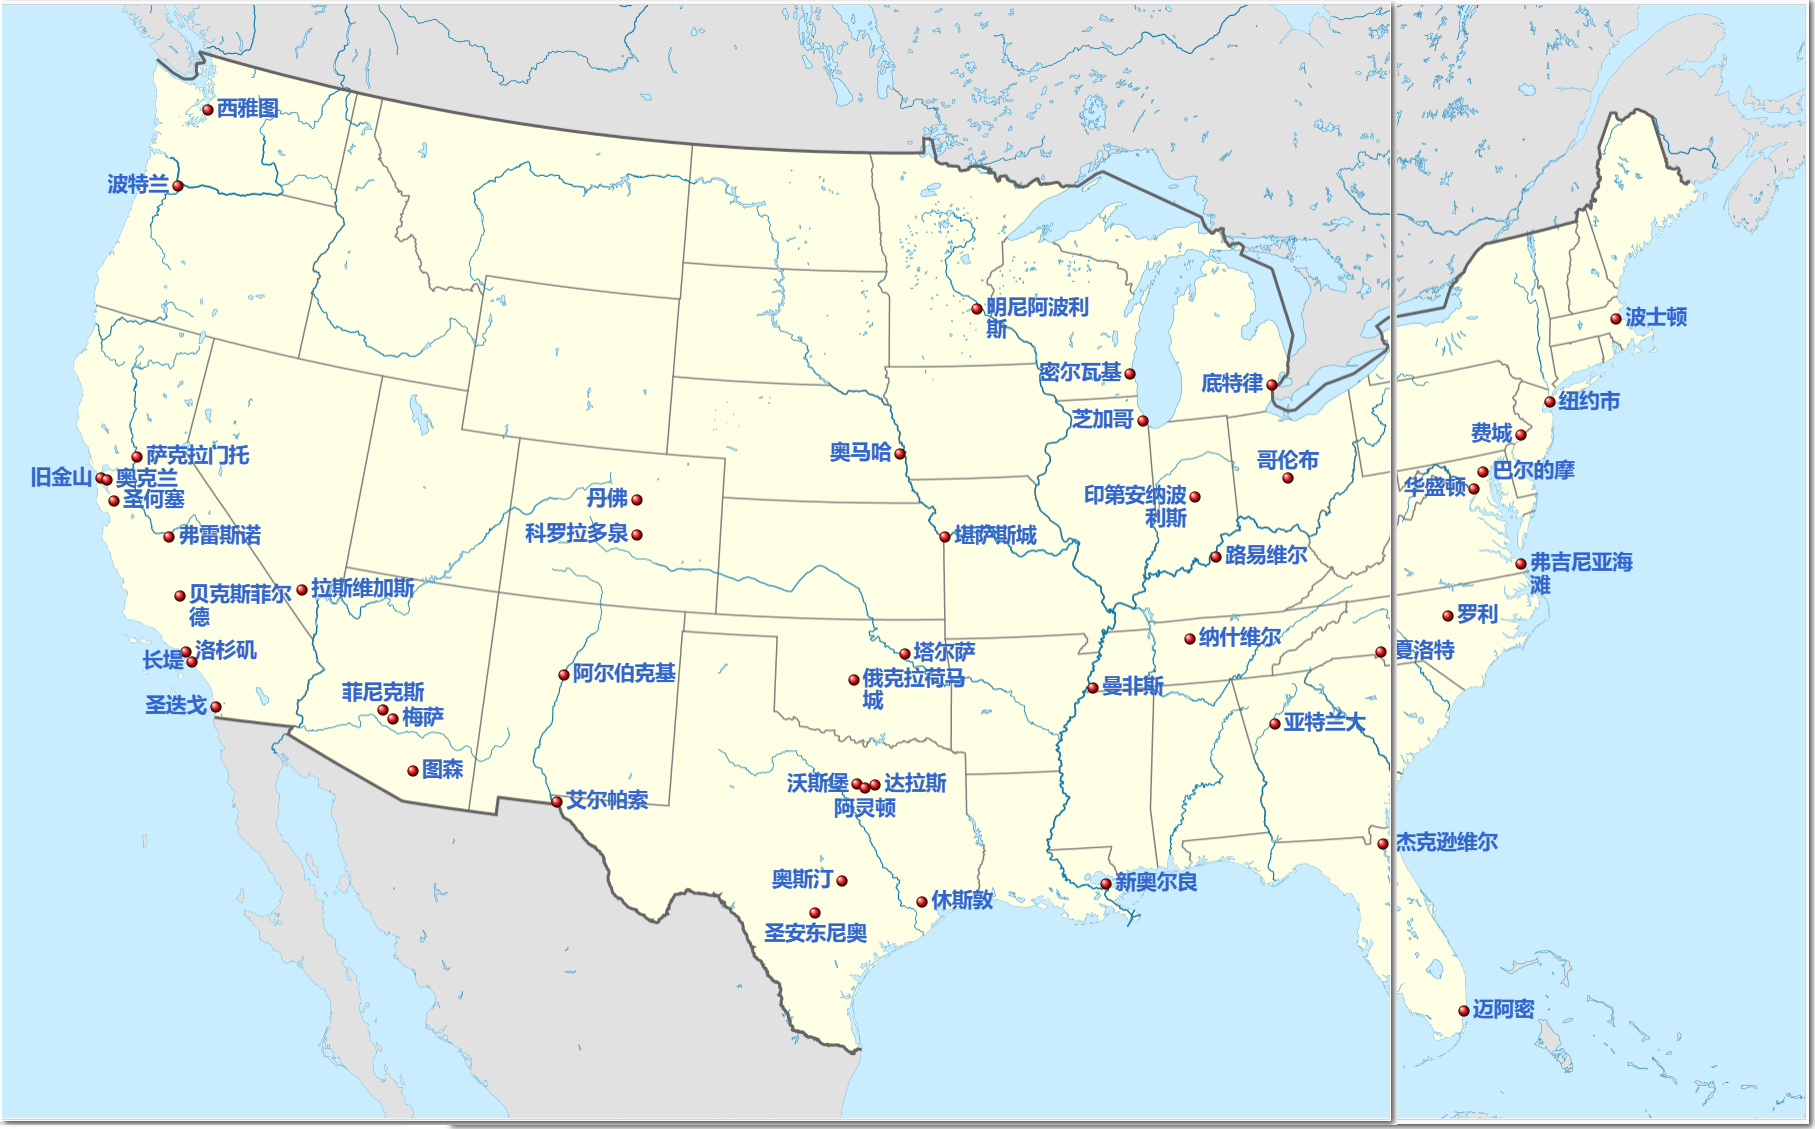 西雅图
波特兰
明尼阿波利
斯
波士顿
密尔瓦基
底特律
纽约市
芝加哥
费城
奥马哈
萨克拉门托
哥伦布
巴尔的摩
旧金山
奥克兰
华盛顿
圣何塞
丹佛
印第安纳波
利斯
科罗拉多泉
弗雷斯诺
堪萨斯城
路易维尔
弗吉尼亚海
滩
贝克斯菲尔
德
拉斯维加斯
罗利
纳什维尔
洛杉矶
长堤
塔尔萨
夏洛特
阿尔伯克基
俄克拉荷马
城
曼非斯
菲尼克斯
梅萨
圣迭戈
亚特兰大
图森
沃斯堡
达拉斯
阿灵顿
艾尔帕索
杰克逊维尔
奥斯汀
新奥尔良
休斯敦
圣安东尼奥
迈阿密